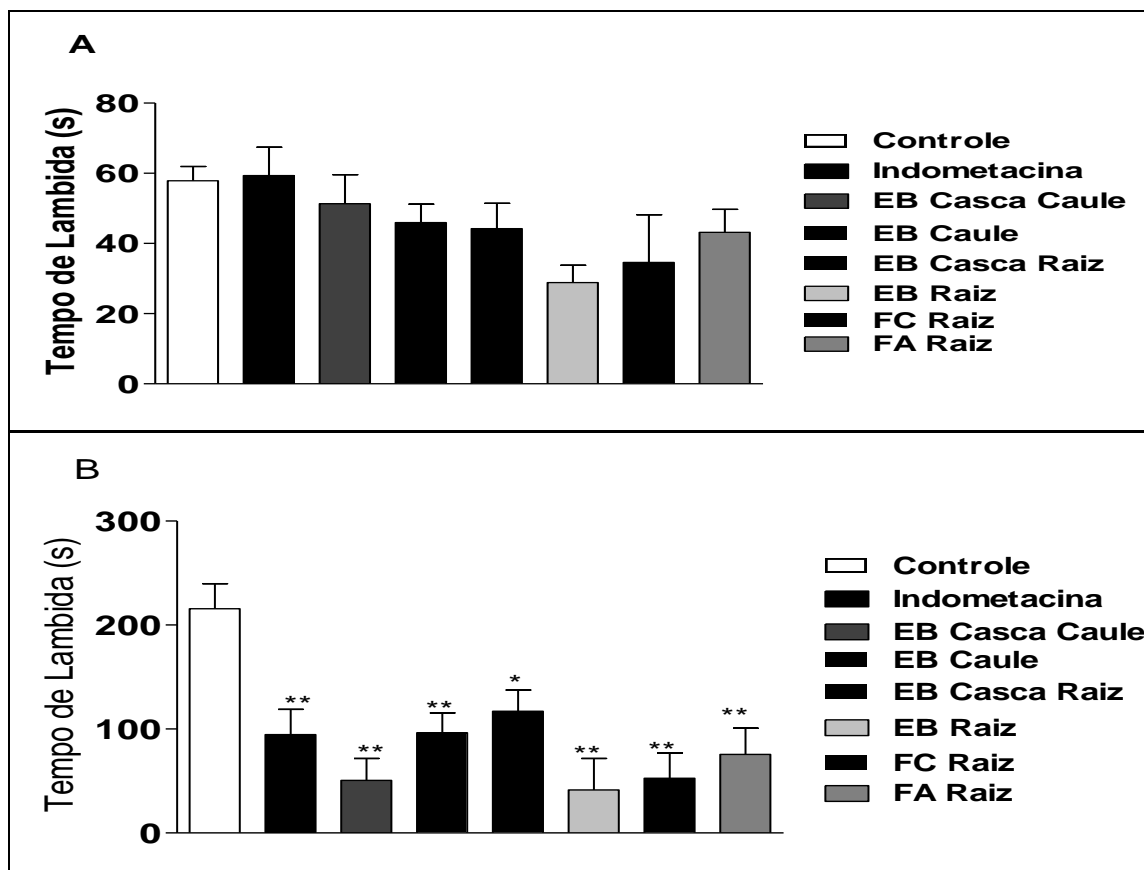 A
Tempo de Lambida (s)
80
60
40
20
0
Controle
Indometacina
EB Casca Caule
EB Caule
EB Casca Raiz
EB Raiz
FC Raiz
FA Raiz
B
Tempo de Lambida (s)
300
200
100
0
**
**
**
*
**
**
**
Controle
Indometacina
EB Casca Caule
EB Caule
EB Casca Raiz
EB Raiz
FC Raiz
FA Raiz